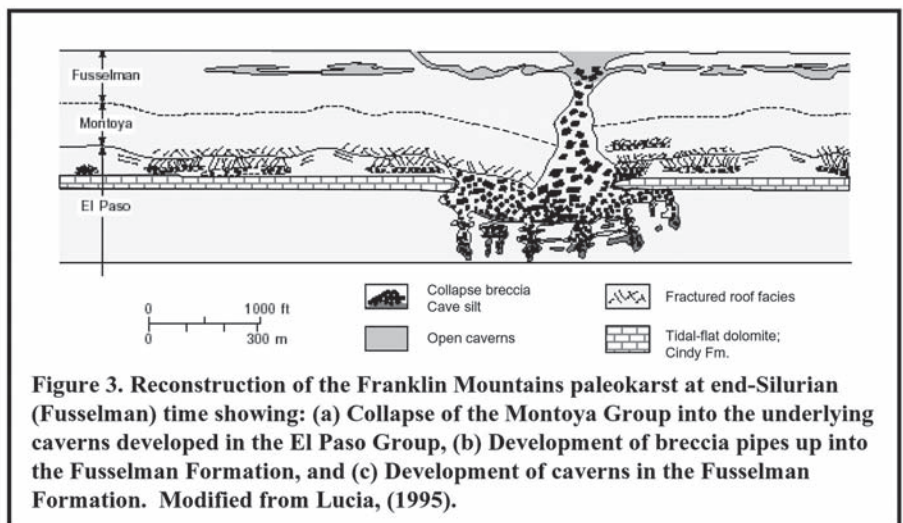 Fusselman
Montoya
El Paso
0 1000 ft
0 300 m
Collapse breccia
Cave silt
Open caverns
Fractured roof facies
Tidal-flat dolomite;
Cindy Fm.
Figure 3. Reconstruction of the Franklin Mountains paleokarst at end-Silurian
(Fusselman) time showing: (a) Collapse of the Montoya Group into the underlying
caverns developed in the El Paso Group, (b) Development of breccia pipes up into
the Fusselman Formation, and (c) Development of caverns in the Fusselman
Formation. Modified from Lucia, (1995).